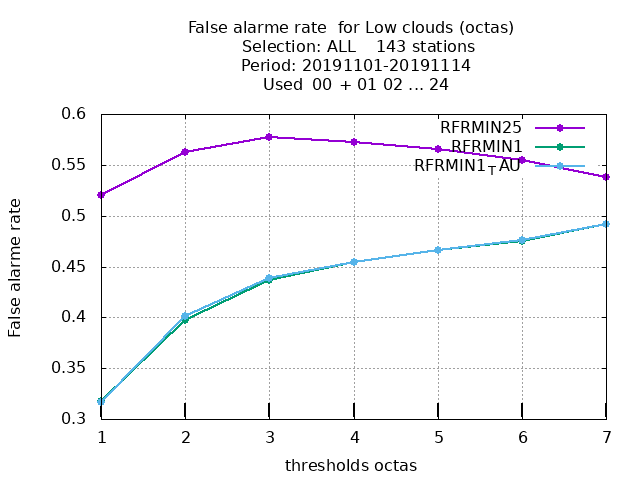 False alarme rate  for Low clouds (octas)
Selection: ALL    143 stations
Period: 20191101-20191114
Used  00  + 01 02 ... 24
RFRMIN25
RFRMIN1
RFRMIN1TAU
0.6
0.55
0.5
0.45
0.4
0.35
0.3
False alarme rate
1 2 3 4 5 6 7
thresholds octas